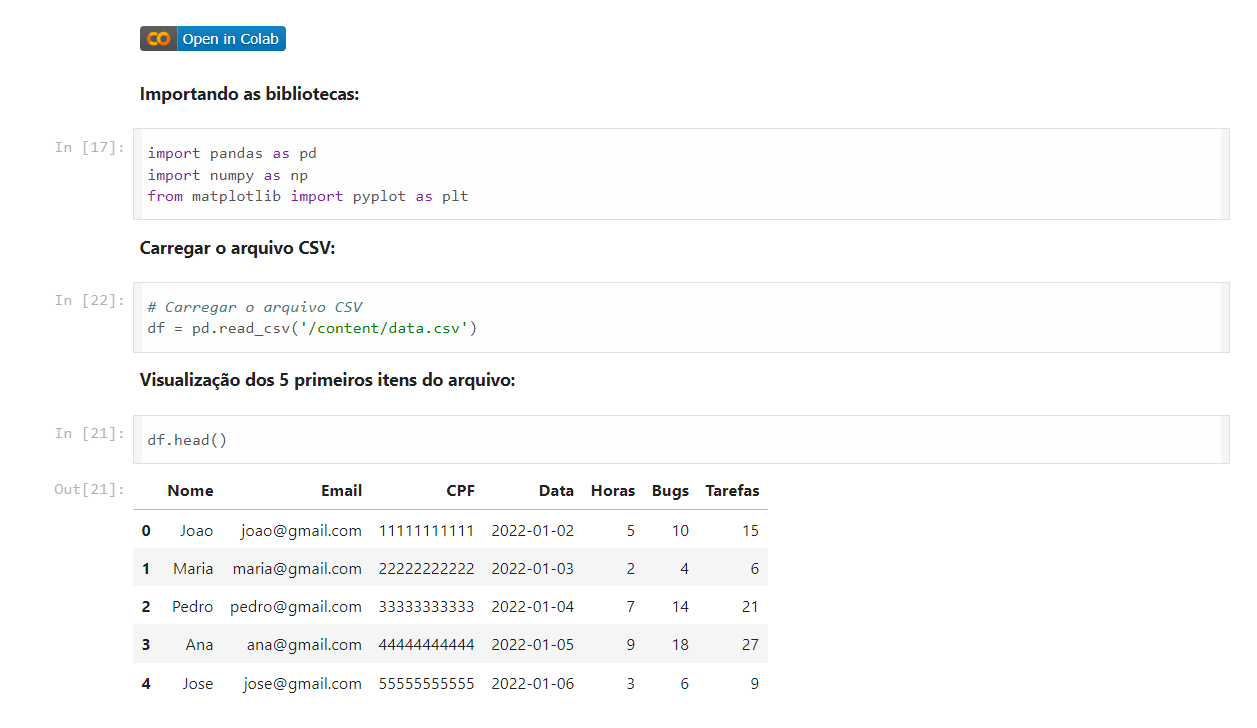 Open in Colab
Importando as bibliotecas:
In [17]:
import pandas as pd
import numpy as np
from matplotlib import pyplot as plt
Carregar o arquivo CSV:
In [22]:
# Carregar o arquivo CSV
df = pd.read_csv('/content/data.csv')
Visualização dos 5 primeiros itens do arquivo:
In [21]:
df.head()
Out[21]:
Nome Email CPF Data Horas Bugs Tarefas
0 Joao joao@gmail.com 11111111111 2022-01-02 5 10 15
1 Maria maria@gmail.com 22222222222 2022-01-03 2 4 6
2 Pedro pedro@gmail.com 33333333333 2022-01-04 7 14 21
3 Ana ana@gmail.com 44444444444 2022-01-05 9 18 27
4 Jose jose@gmail.com 55555555555 2022-01-06 3 6 9